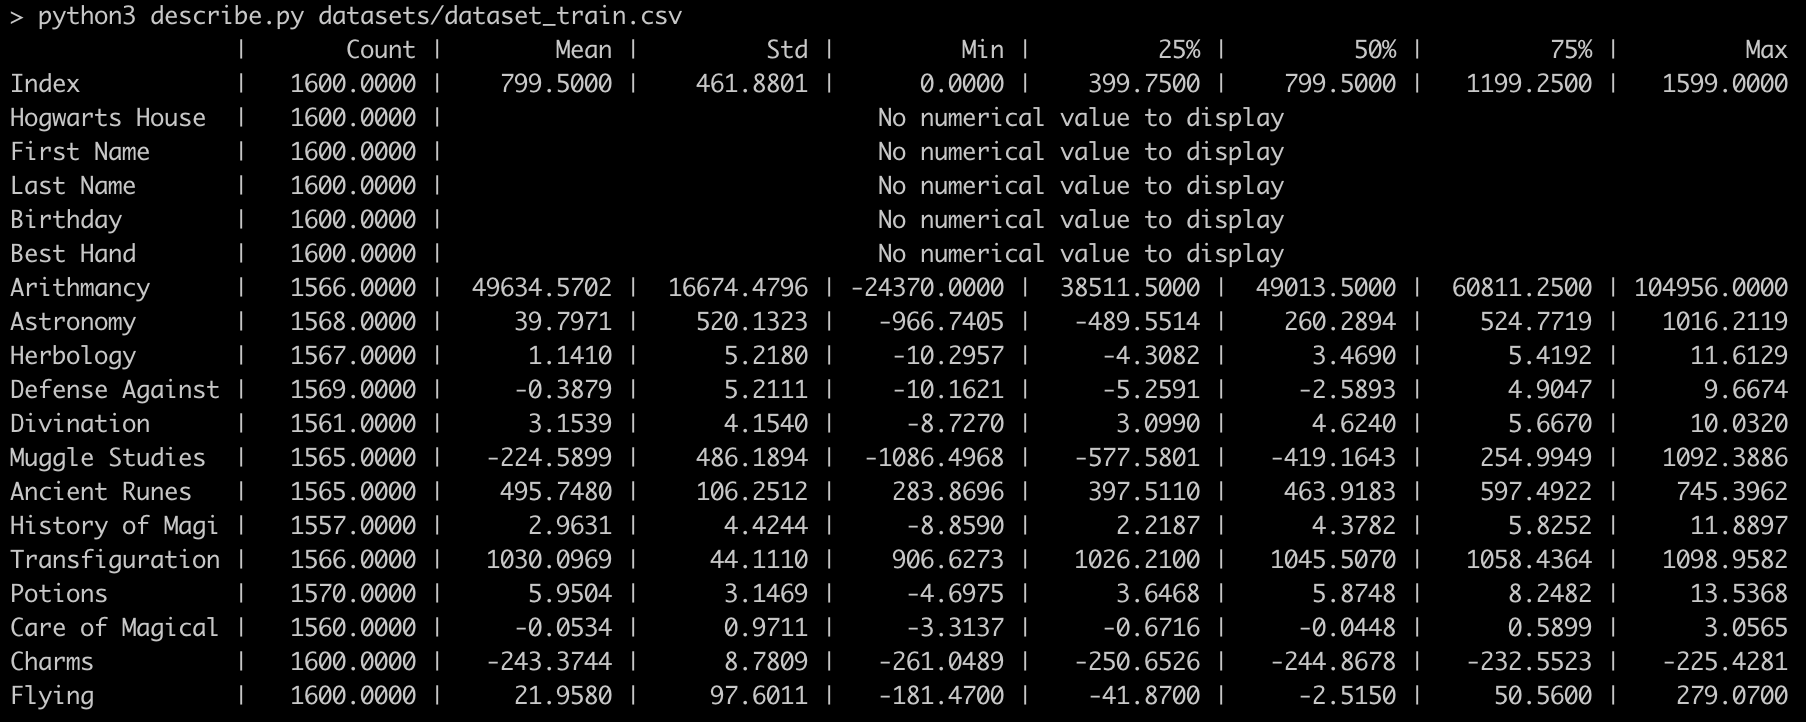 > python3 describe.py datasets/dataset_train.csv
                |      Count |        Mean |         Std |         Min |         25% |         50% |         75% |         Max
Index           |  1600.0000 |    799.5000 |    461.8801 |      0.0000 |    399.7500 |    799.5000 |   1199.2500 |   1599.0000
Hogwarts House  |  1600.0000 |                               No numerical value to display
First Name      |  1600.0000 |                               No numerical value to display
Last Name       |  1600.0000 |                               No numerical value to display
Birthday        |  1600.0000 |                               No numerical value to display
Best Hand       |  1600.0000 |                               No numerical value to display
Arithmancy      |  1566.0000 |  49634.5702 |  16674.4796 | -24370.0000 |  38511.5000 |  49013.5000 |  60811.2500 | 104956.0000
Astronomy       |  1568.0000 |     39.7971 |    520.1323 |   -966.7405 |   -489.5514 |    260.2894 |    524.7719 |   1016.2119
Herbology       |  1567.0000 |      1.1410 |      5.2180 |    -10.2957 |     -4.3082 |      3.4690 |      5.4192 |     11.6129
Defense Against |  1569.0000 |     -0.3879 |      5.2111 |    -10.1621 |     -5.2591 |     -2.5893 |      4.9047 |      9.6674
Divination      |  1561.0000 |      3.1539 |      4.1540 |     -8.7270 |      3.0990 |      4.6240 |      5.6670 |     10.0320
Muggle Studies  |  1565.0000 |   -224.5899 |    486.1894 |  -1086.4968 |   -577.5801 |   -419.1643 |    254.9949 |   1092.3886
Ancient Runes   |  1565.0000 |    495.7480 |    106.2512 |    283.8696 |    397.5110 |    463.9183 |    597.4922 |    745.3962
History of Magi |  1557.0000 |      2.9631 |      4.4244 |     -8.8590 |      2.2187 |      4.3782 |      5.8252 |     11.8897
Transfiguration |  1566.0000 |   1030.0969 |     44.1110 |    906.6273 |   1026.2100 |   1045.5070 |   1058.4364 |   1098.9582
Potions         |  1570.0000 |      5.9504 |      3.1469 |     -4.6975 |      3.6468 |      5.8748 |      8.2482 |     13.5368
Care of Magical |  1560.0000 |     -0.0534 |      0.9711 |     -3.3137 |     -0.6716 |     -0.0448 |      0.5899 |      3.0565
Charms          |  1600.0000 |   -243.3744 |      8.7809 |   -261.0489 |   -250.6526 |   -244.8678 |   -232.5523 |   -225.4281
Flying          |  1600.0000 |     21.9580 |     97.6011 |   -181.4700 |    -41.8700 |     -2.5150 |     50.5600 |    279.0700